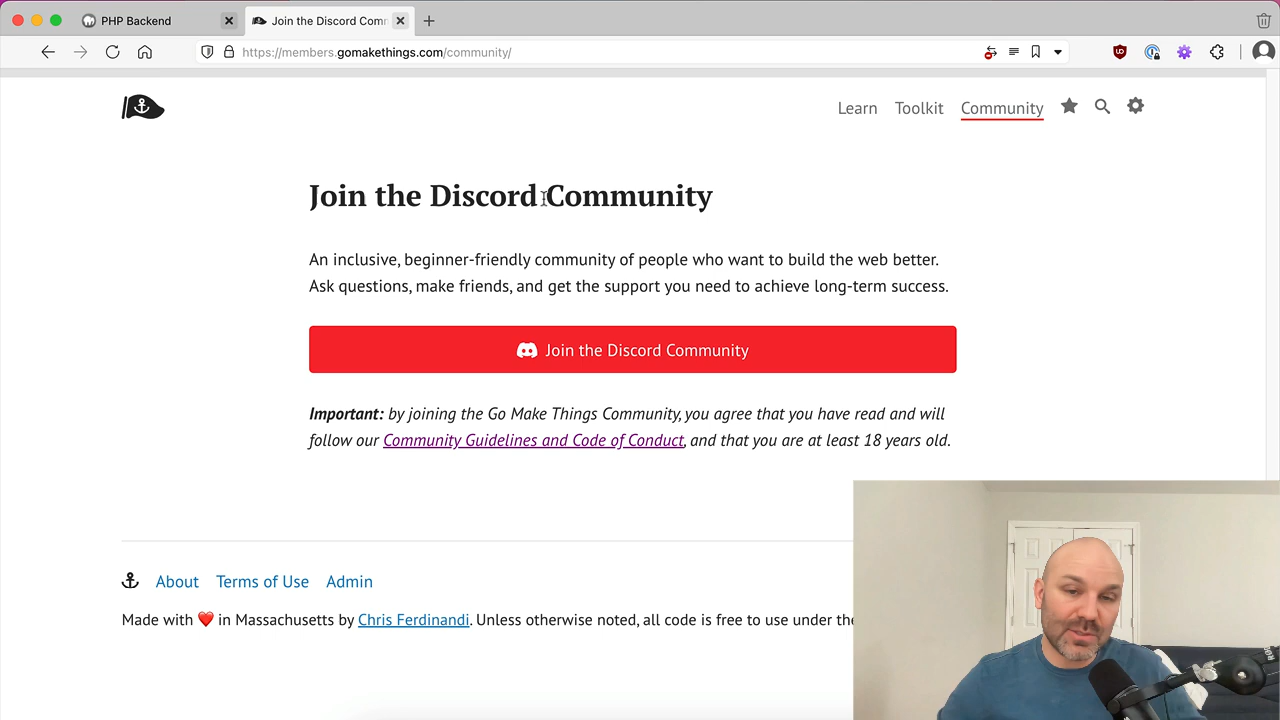 PHP Backend
Join the Discord Comm
https://members.gomakethings.com/community/
Learn Toolkit Community
Join the Discord Community
An inclusive, beginner-friendly community of people who want to build the web better.
Ask questions, make friends, and get the support you need to achieve long-term success.
Join the Discord Community
Important: by joining the Go Make Things Community, you agree that you have read and will
follow our Community Guidelines and Code of Conduct, and that you are at least 18 years old.
About Terms of Use Admin
Made with ❤️ in Massachusetts by Chris Ferdinandi. Unless otherwise noted, all code is free to use under the